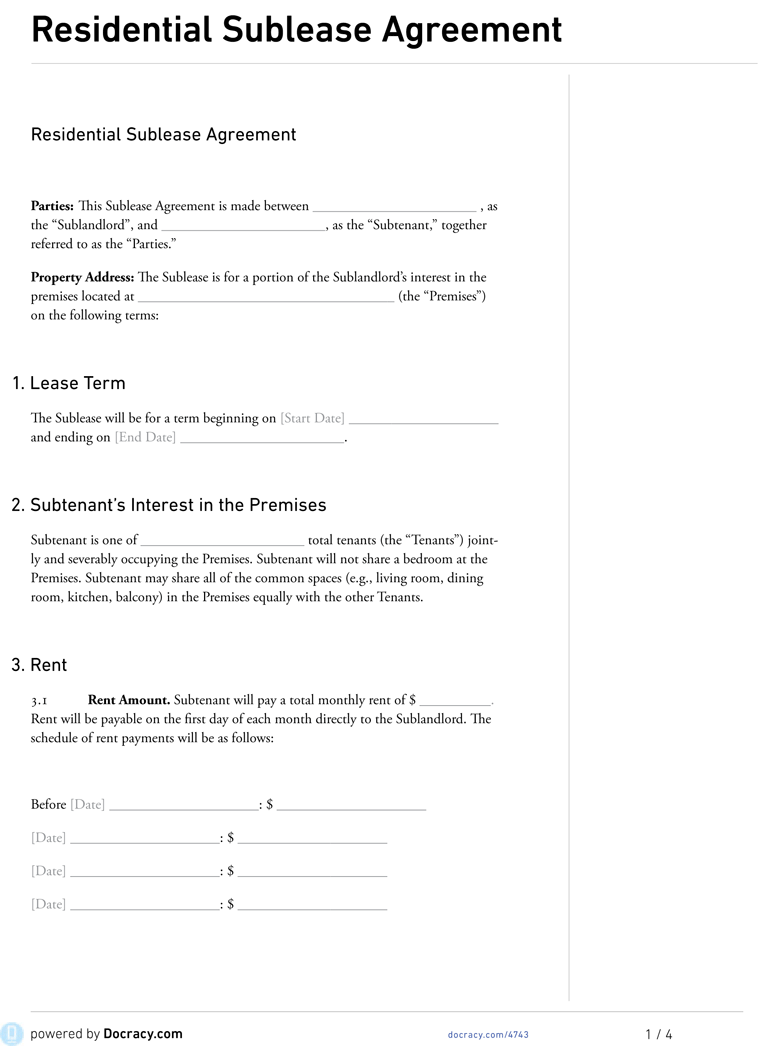 Residential Sublease Agreement
Residential Sublease Agreement
Parties: This Sublease Agreement is made between ________________________ , as
the “Sublandlord”, and ________________________, as the “Subtenant,” together
referred to as the “Parties.”
Property Address: The Sublease is for a portion of the Sublandlord’s interest in the
premises located at ______________________________________ (the “Premises”)
on the following terms:
1. Lease Term
The Sublease will be for a term beginning on [Start Date] ______________________
and ending on [End Date] ________________________.
2. Subtenant’s Interest in the Premises
Subtenant is one of ________________________ total tenants (the “Tenants”) joint-
ly and severably occupying the Premises. Subtenant will not share a bedroom at the
Premises. Subtenant may share all of the common spaces (e.g., living room, dining
room, kitchen, balcony) in the Premises equally with the other Tenants.
3. Rent
3.1 Rent Amount. Subtenant will pay a total monthly rent of $ __________.
Rent will be payable on the first day of each month directly to the Sublandlord. The
schedule of rent payments will be as follows:
Before [Date] ______________________: $ ______________________
[Date] ______________________: $ ______________________
[Date] ______________________: $ ______________________
[Date] ______________________: $ ______________________
powered by Docracy.com docracy.com/4743 1 / 4